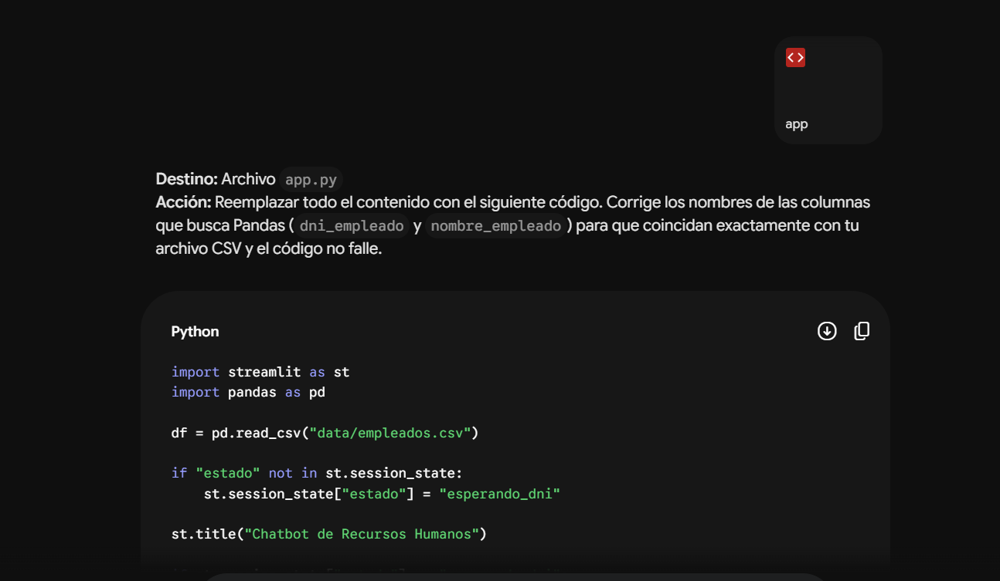 app
Destino: Archivo app.py
Acción: Reemplazar todo el contenido con el siguiente código. Corrige los nombres de las columnas
que busca Pandas ( dni_empleado y nombre_empleado ) para que coincidan exactamente con tu
archivo CSV y el código no falle.
Python
import streamlit as st
import pandas as pd
df = pd.read_csv("data/empleados.csv")
if "estado" not in st.session_state:
    st.session_state["estado"] = "esperando_dni"
st.title("Chatbot de Recursos Humanos")